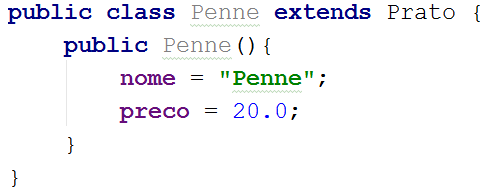 public class Penne extends Prato {
    public Penne(){
        nome = "Penne";
        preco = 20.0;
    }
}